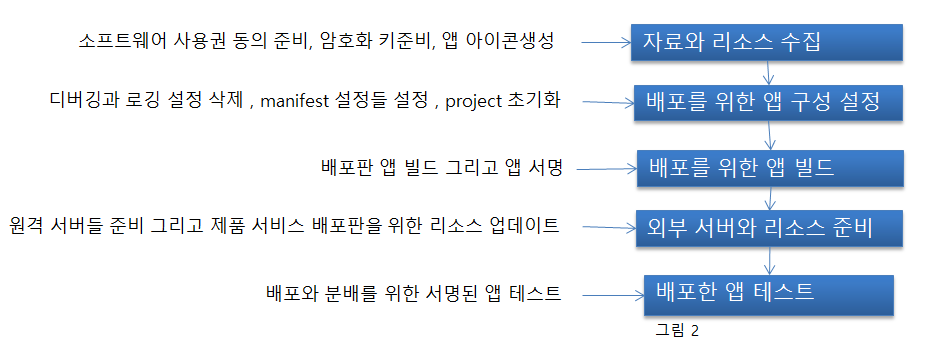 소프트웨어 사용권 동의 준비, 암호화 키준비, 앱 아이콘생성
자료와 리소스 수집
디버깅과 로깅 설정 삭제 , manifest 설정들 설정 , project 초기화
배포를 위한 앱 구성 설정
배포판 앱 빌드 그리고 앱 서명
배포를 위한 앱 빌드
원격 서버들 준비 그리고 제품 서비스 배포판을 위한 리소스 업데이트
외부 서버와 리소스 준비
배포와 분배를 위한 서명된 앱 테스트
배포한 앱 테스트
그림 2